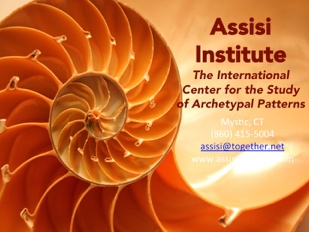 Assisi
Institute
The International
Center for the Study
of Archetypal Patterns
Mystic, CT
(860) 415-5004
assisi@together.net